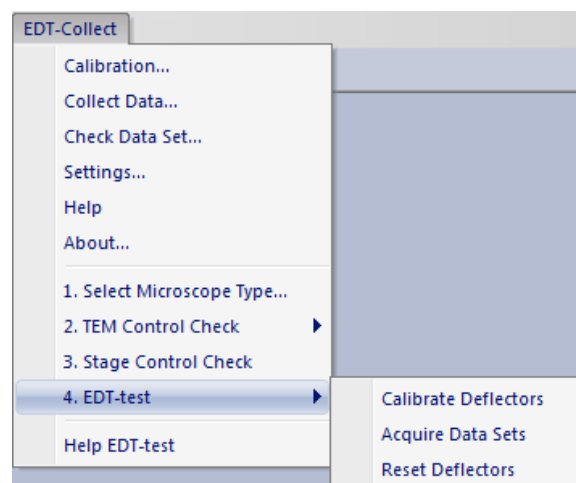 EDT-Collect
Calibration...
Collect Data...
Check Data Set...
Settings...
Help
About...
1. Select Microscope Type...
2. TEM Control Check
3. Stage Control Check
4. EDT-test
Calibrate Deflectors
Acquire Data Sets
Help EDT-test
Reset Deflectors